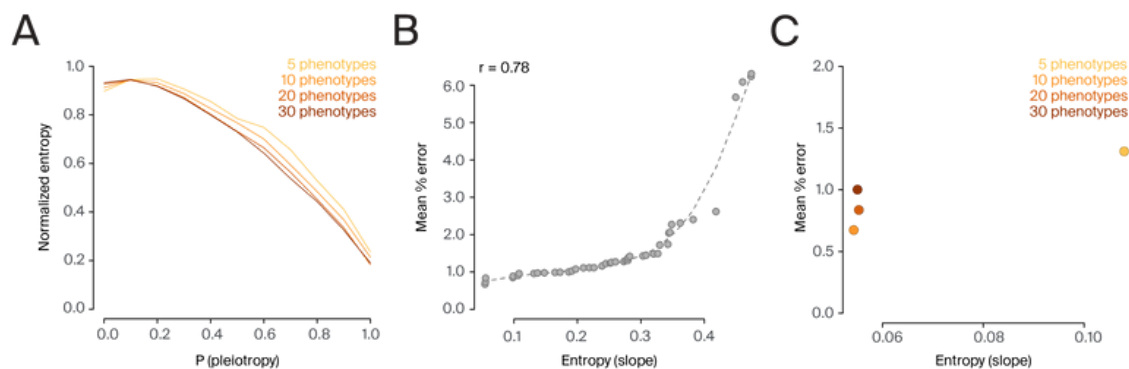 A
1.0
0.8
0.6
0.4
0.2
0.0
Normalized entropy
5 phenotypes
10 phenotypes
20 phenotypes
30 phenotypes
0.0 0.2 0.4 0.6 0.8 1.0
P (pleiotropy)
B
r = 0.78
6.0
5.0
4.0
3.0
2.0
1.0
0.0
Mean % error
0.1 0.2 0.3 0.4
Entropy (slope)
C
2.0
1.5
1.0
0.5
0.0
Mean % error
5 phenotypes
10 phenotypes
20 phenotypes
30 phenotypes
0.06 0.08 0.10
Entropy (slope)